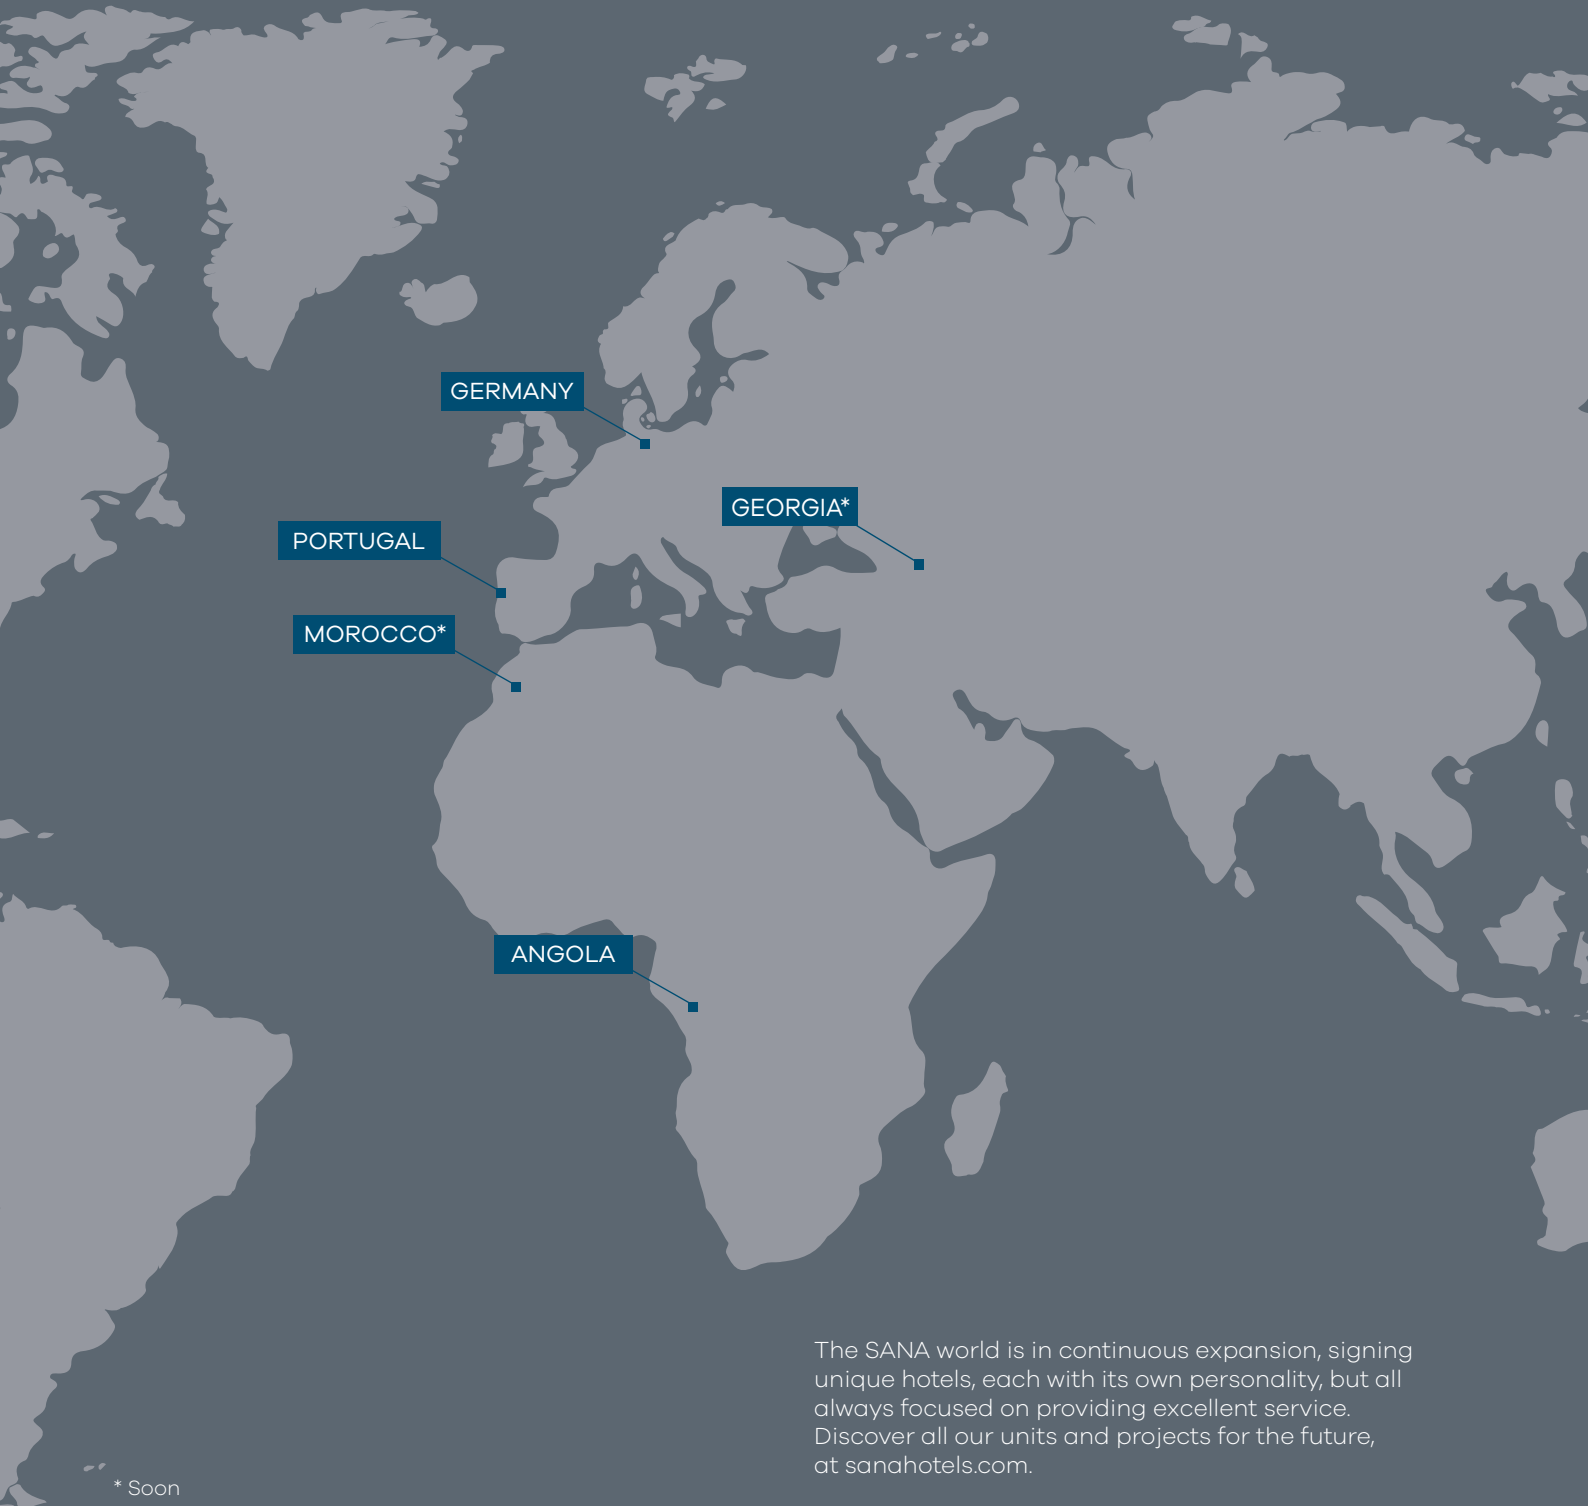 GERMANY
GEORGIA*
PORTUGAL
MOROCCO*
ANGOLA
The SANA world is in continuous expansion, signing
unique hotels, each with its own personality, but all
always focused on providing excellent service.
Discover all our units and projects for the future,
at sanahotels.com.
* Soon